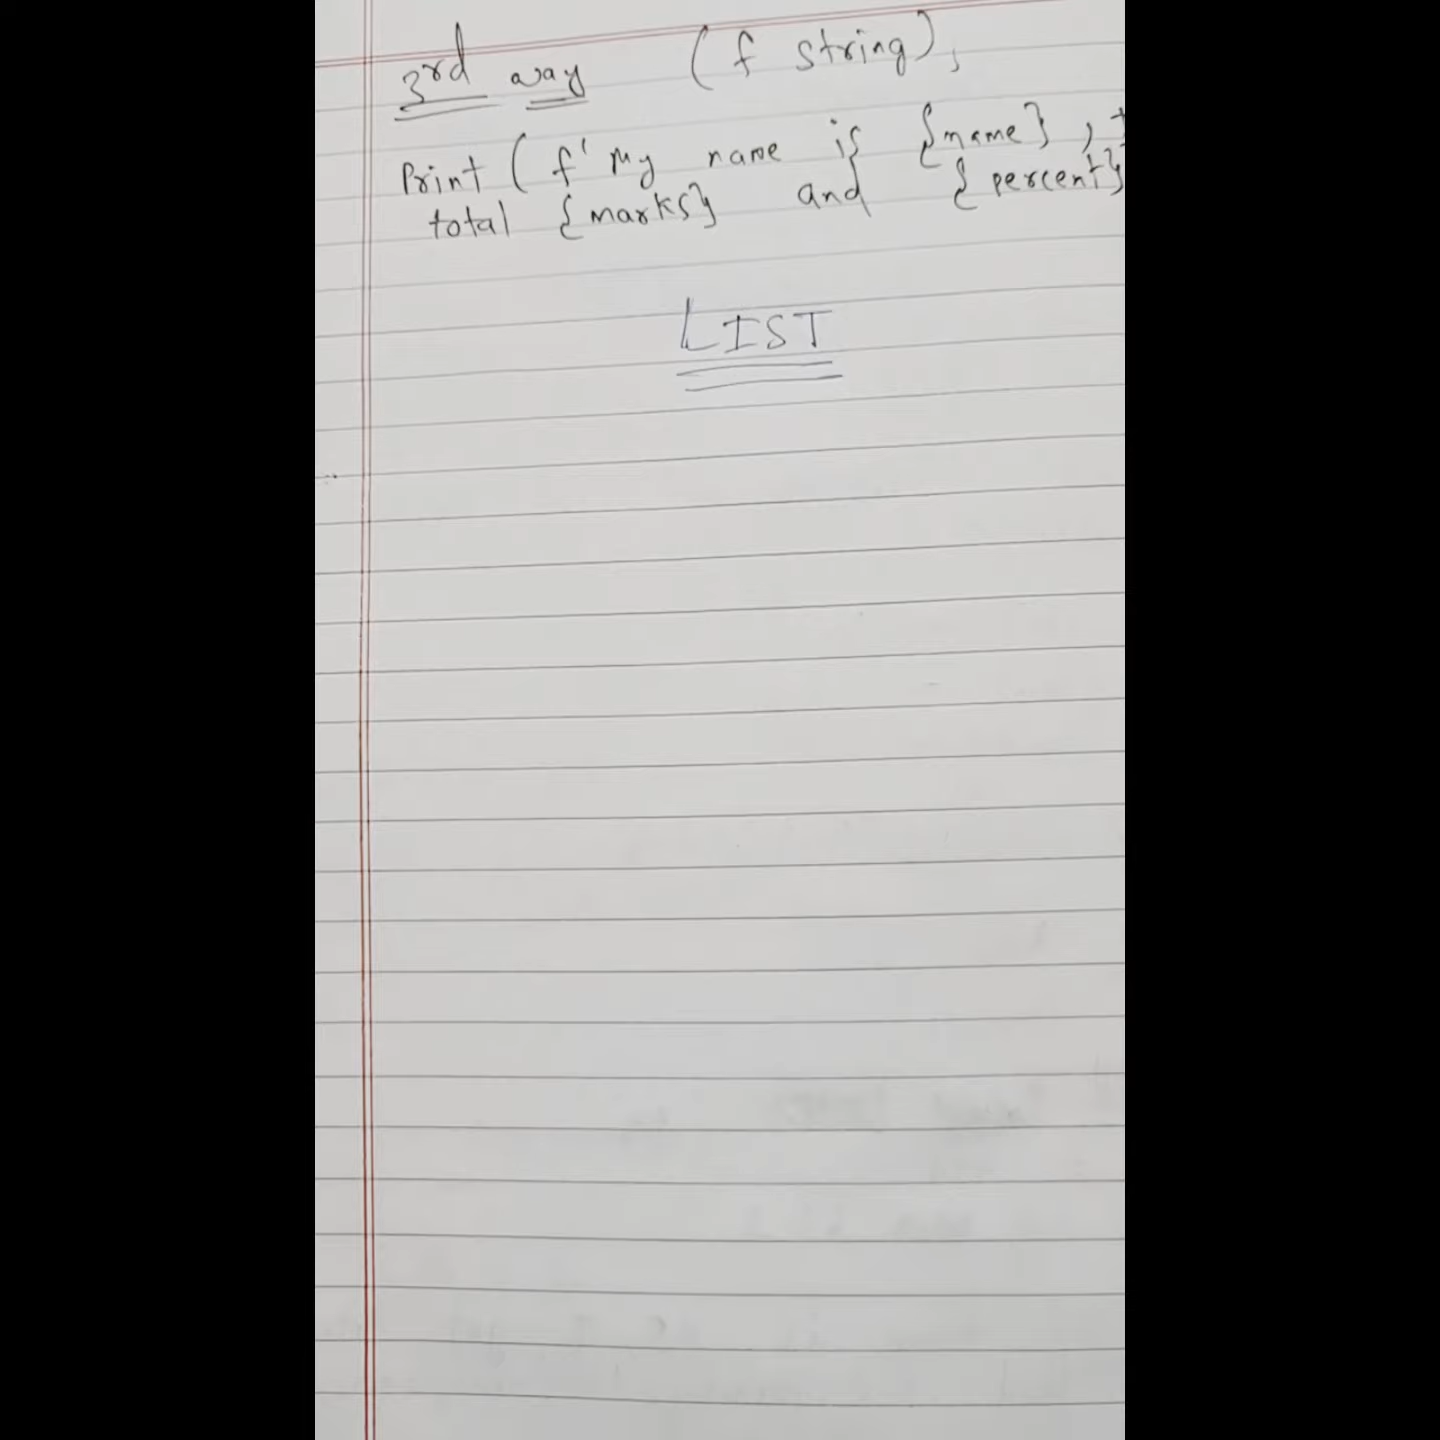 3rd way (f string),
Print (f' My name is {name} ,
total {marks} and {percent}
LIST